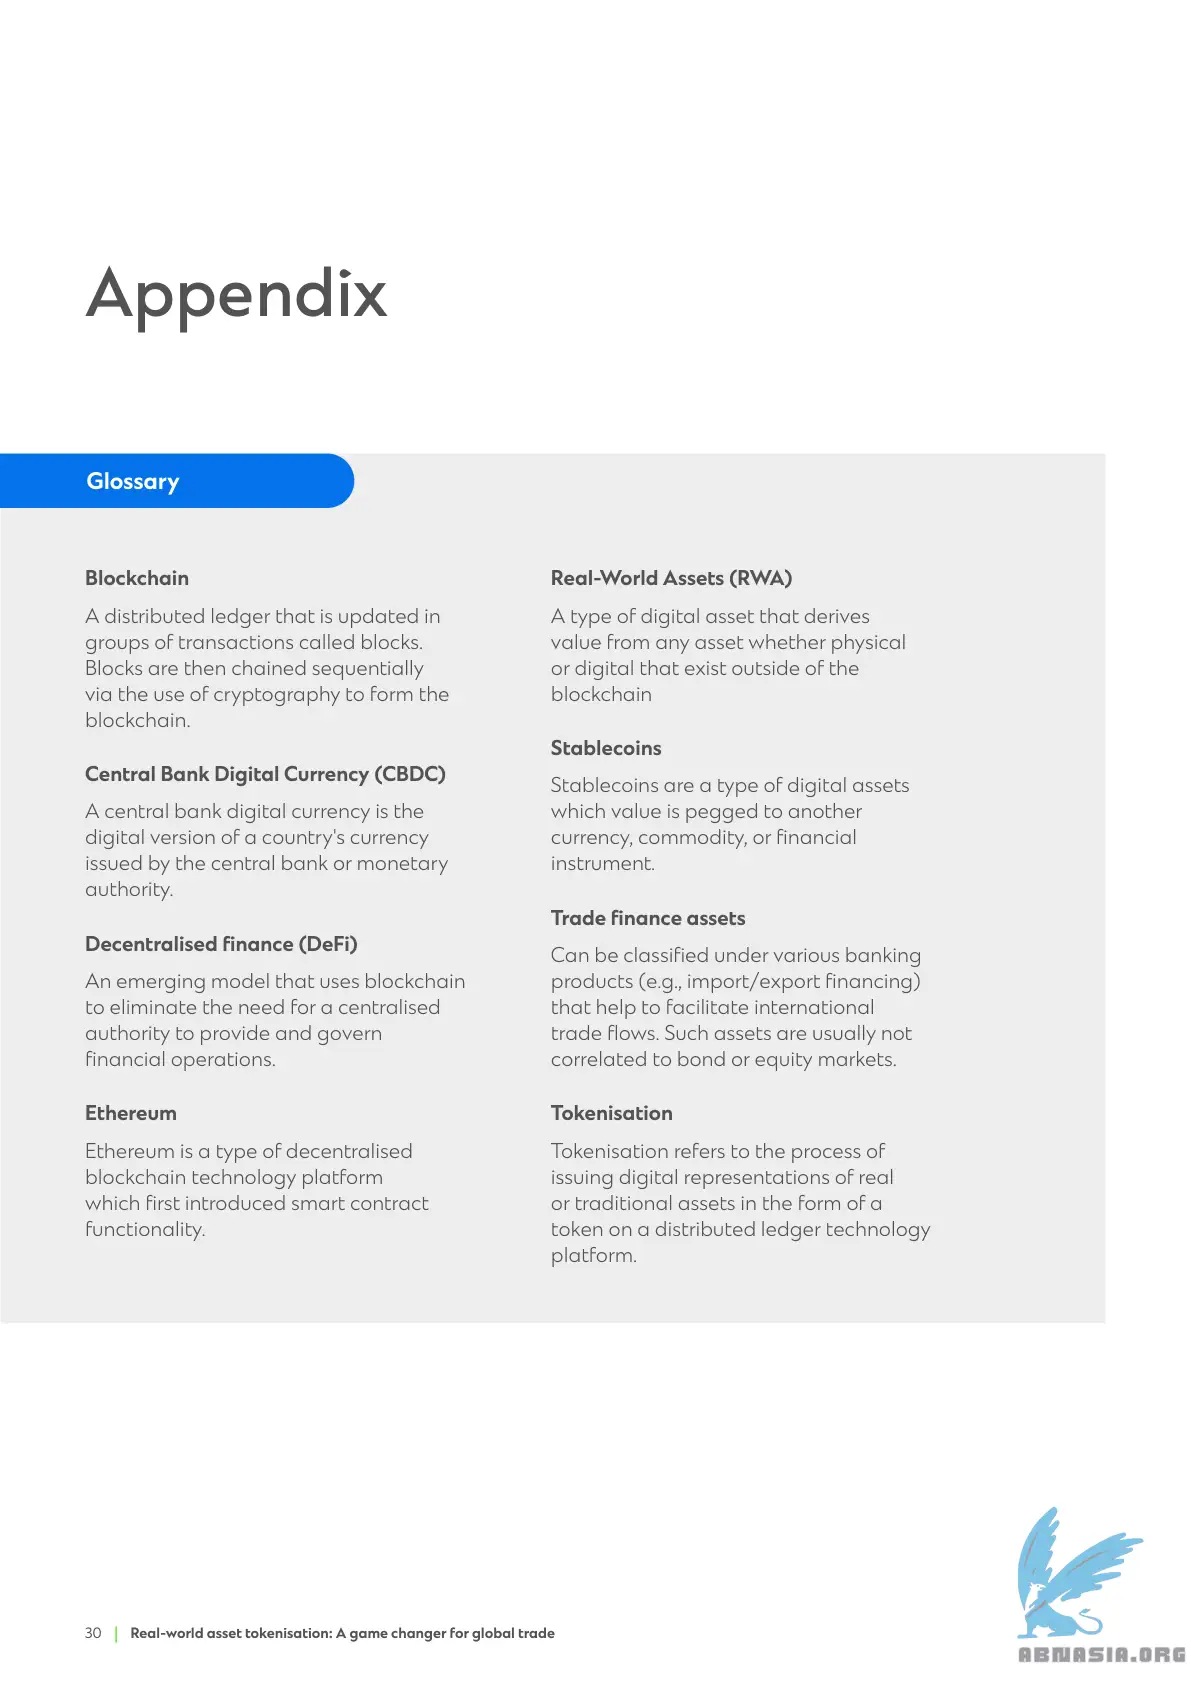 Appendix
Glossary
Blockchain
A distributed ledger that is updated in
groups of transactions called blocks.
Blocks are then chained sequentially
via the use of cryptography to form the
blockchain.
Central Bank Digital Currency (CBDC)
A central bank digital currency is the
digital version of a country's currency
issued by the central bank or monetary
authority.
Decentralised finance (DeFi)
An emerging model that uses blockchain
to eliminate the need for a centralised
authority to provide and govern
financial operations.
Ethereum
Ethereum is a type of decentralised
blockchain technology platform
which first introduced smart contract
functionality.
Real-World Assets (RWA)
A type of digital asset that derives
value from any asset whether physical
or digital that exist outside of the
blockchain
Stablecoins
Stablecoins are a type of digital assets
which value is pegged to another
currency, commodity, or financial
instrument.
Trade finance assets
Can be classified under various banking
products (e.g., import/export financing)
that help to facilitate international
trade flows. Such assets are usually not
correlated to bond or equity markets.
Tokenisation
Tokenisation refers to the process of
issuing digital representations of real
or traditional assets in the form of a
token on a distributed ledger technology
platform.
30 | Real-world asset tokenisation: A game changer for global trade
ABNASIA.ORG